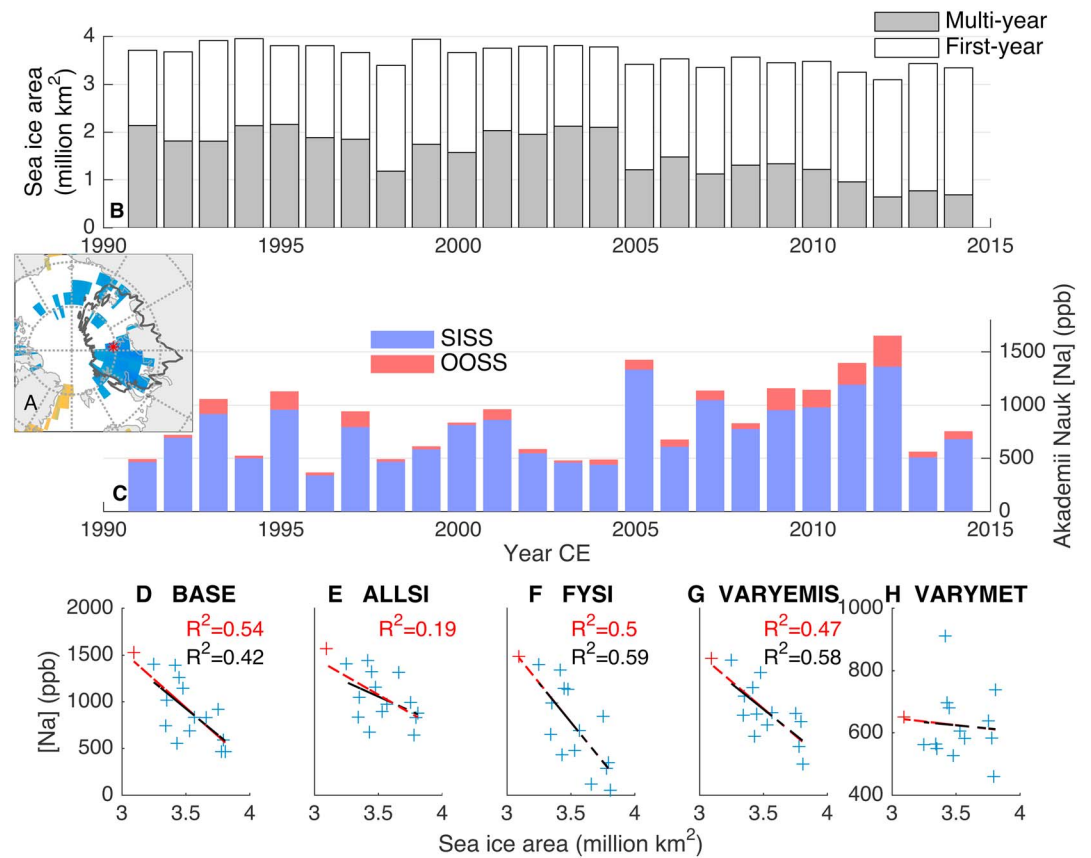 Multi-year
First-year
Sea ice area
(million km²)
4
3
2
1
0
B
1990 1995 2000 2005 2010 2015
A
SISS
OOSS
Akademii Nauk [Na] (ppb)
1500
1000
500
0
C
1990 1995 2000 2005 2010 2015
Year CE
D BASE E ALLSI F FYSI G VARYEMIS H VARYMET
R²=0.54 R²=0.19 R²=0.5 R²=0.47
R²=0.42 R²=0.59 R²=0.58
[Na] (ppb)
2000
1500
1000
500
0
1000
800
600
400
3 3.5 4 3 3.5 4 3 3.5 4 3 3.5 4 3 3.5 4
Sea ice area (million km²)